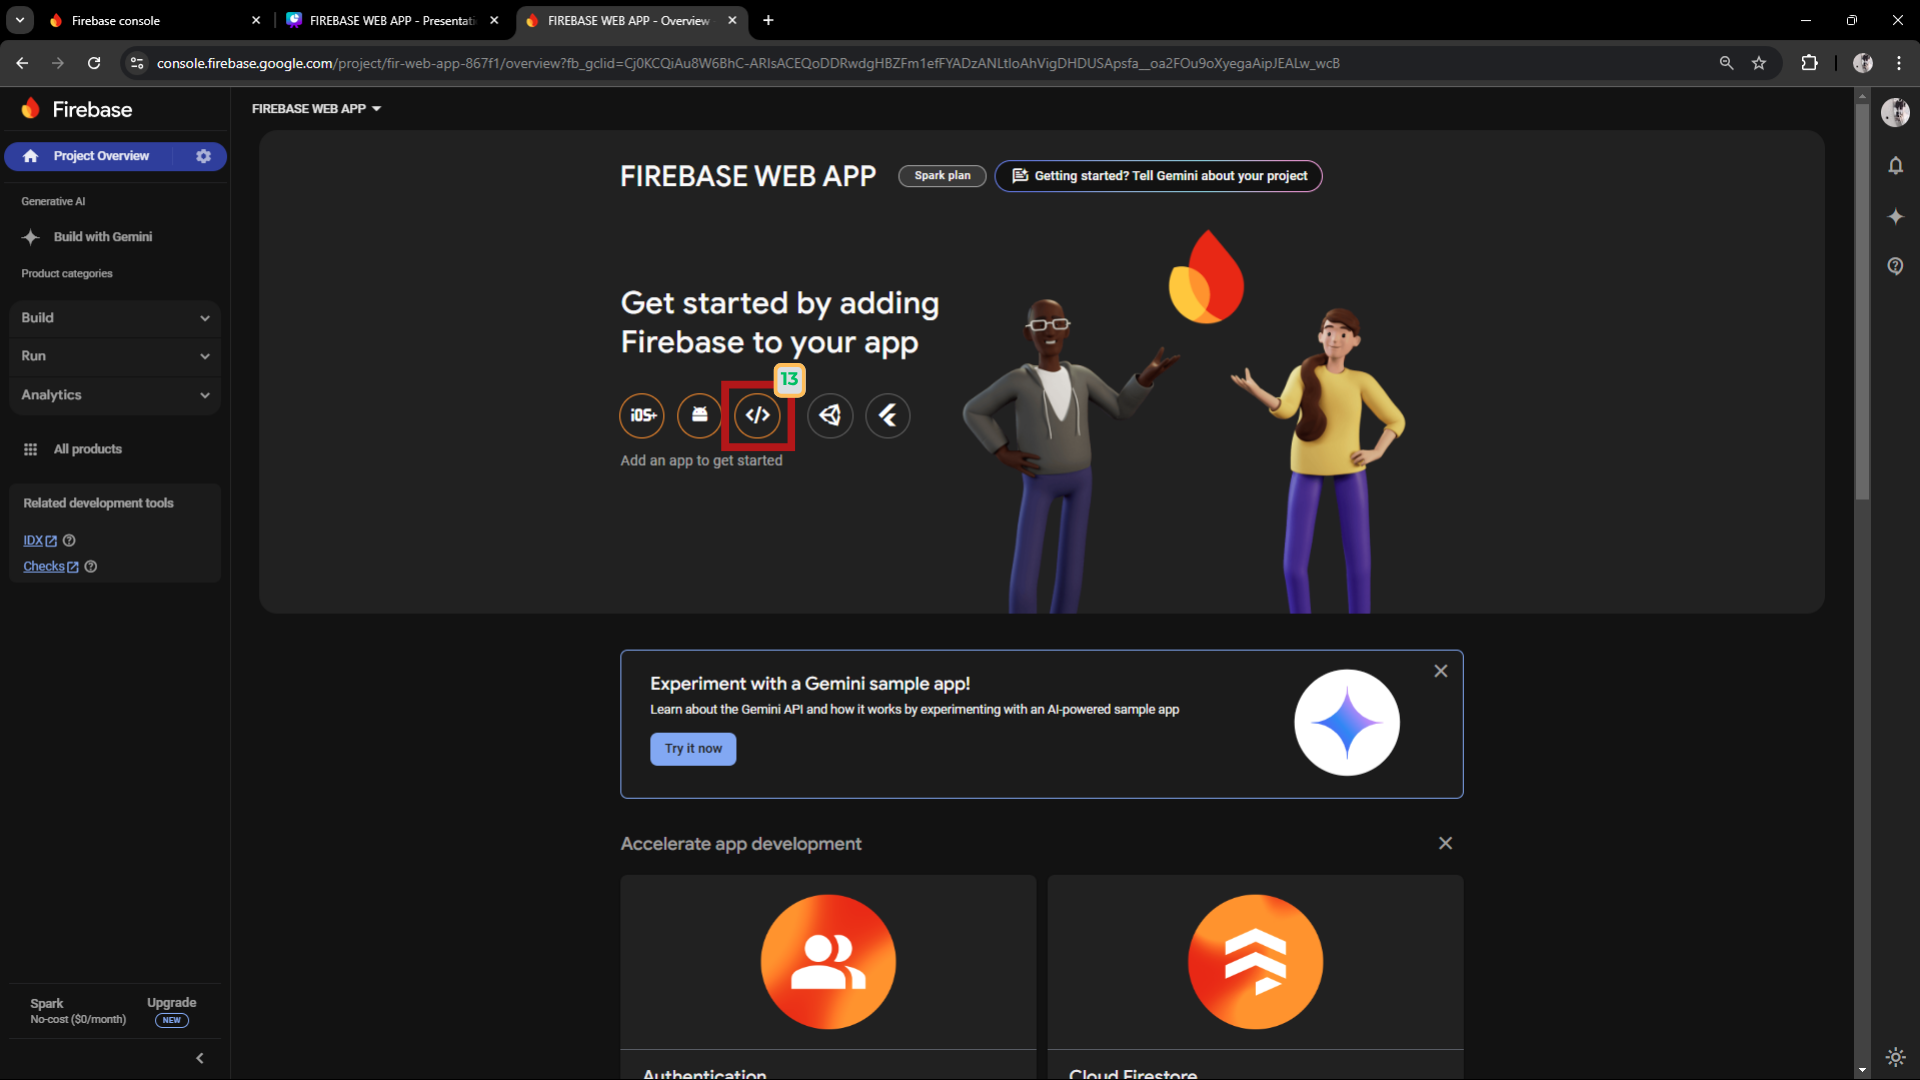 Firebase console
FIREBASE WEB APP - Presentati
FIREBASE WEB APP - Overview
console.firebase.google.com/project/fir-web-app-867f1/overview?fb_gclid=Cj0KCQiAu8W6BhC-ARIsACEQoDDRwdgHBZFm1efFYADzANLtIoAhVigDHDUSApsfa__oa2FOu9oXyegaAipJEALw_wcB
Firebase
FIREBASE WEB APP
Project Overview
Generative AI
Build with Gemini
Product categories
Build
Run
Analytics
All products
Related development tools
IDX
Checks
Spark
No-cost ($0/month)
Upgrade
NEW
FIREBASE WEB APP
Spark plan
Getting started? Tell Gemini about your project
Get started by adding
Firebase to your app
13
iOS+
</>
Add an app to get started
Experiment with a Gemini sample app!
Learn about the Gemini API and how it works by experimenting with an AI-powered sample app
Try it now
Accelerate app development
Authentication
Cloud Firestore